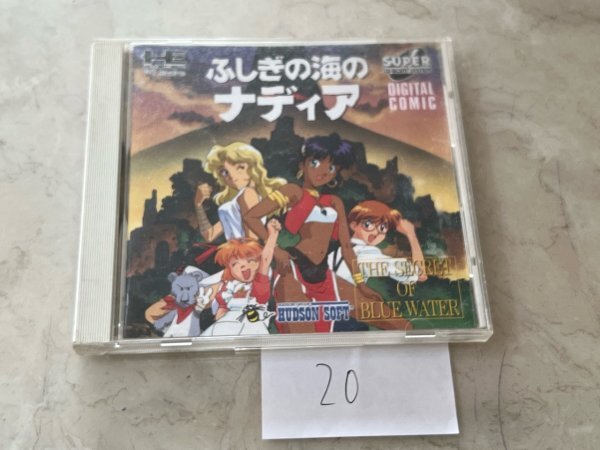 HE
SUPER
ふしぎの海の
ナディア
DIGITAL
COMIC
THE SECRET
OF
BLUE WATER
HUDSON SOFT
20